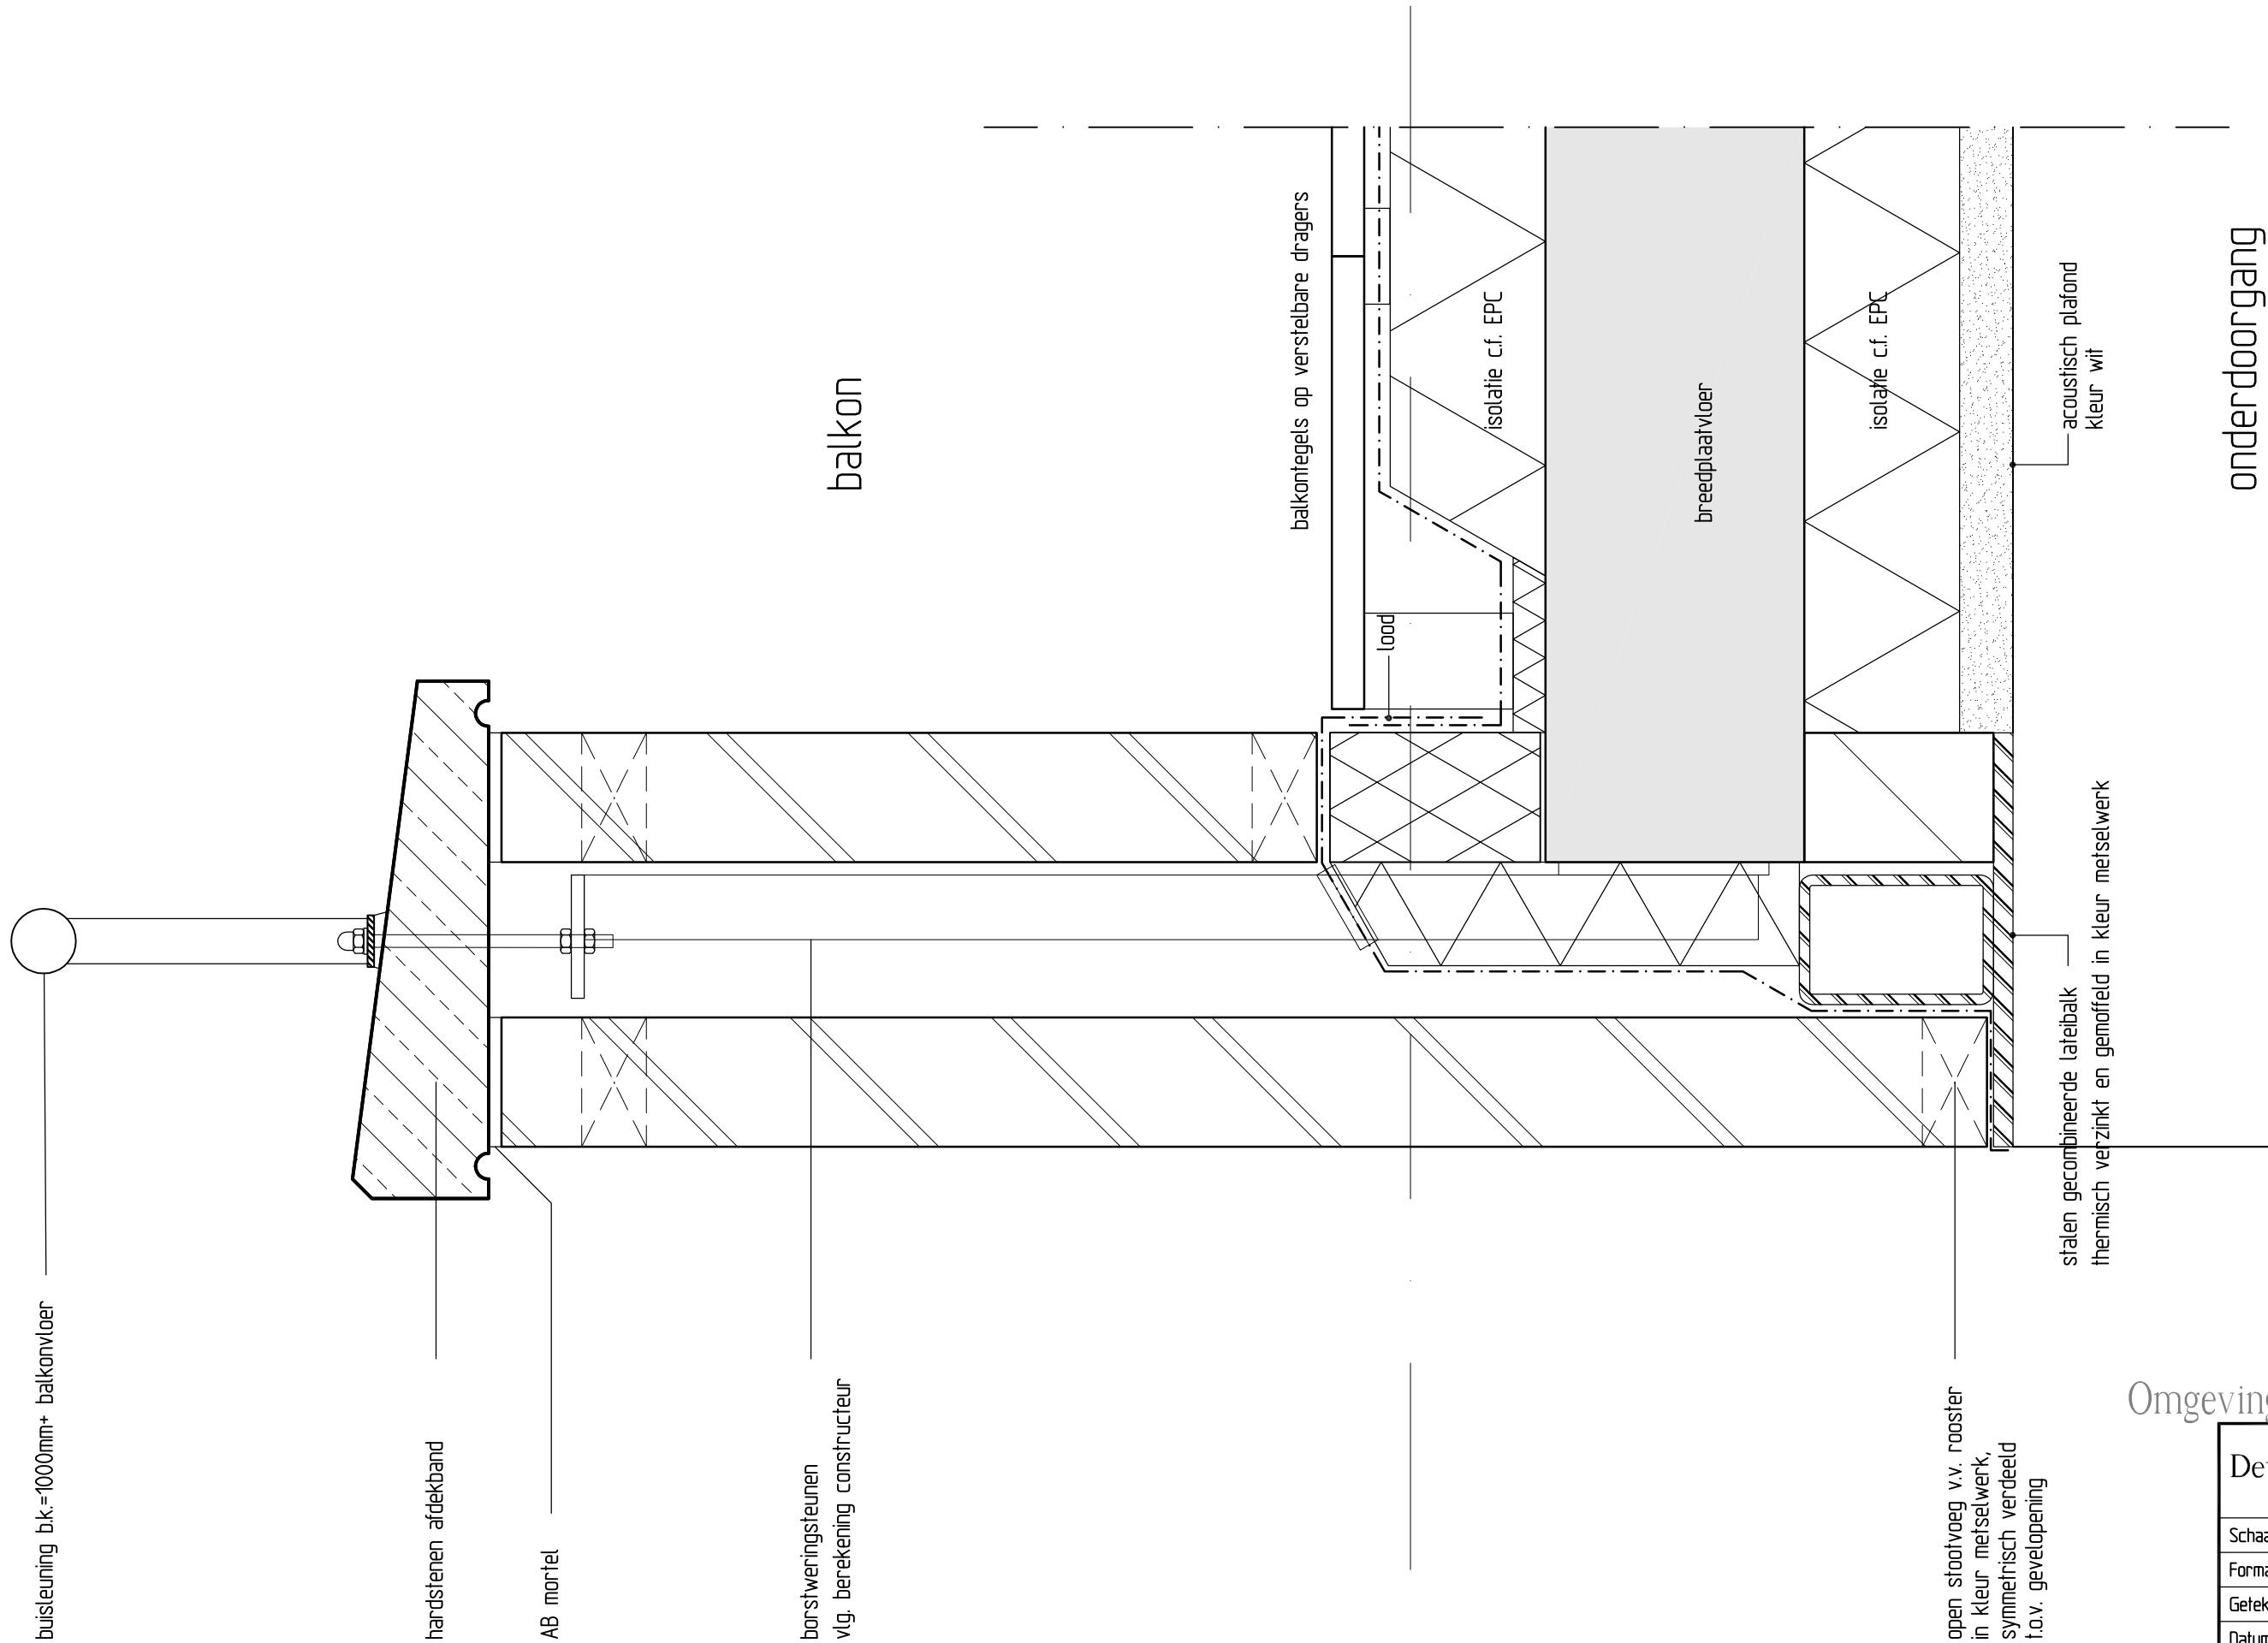 buisleuning b.k.=1000mm+ balkonvloer
hardstenen afdekband
AB mortel
borstweringsteunen
vlg. berekening constructeur
balkon
balkontegels op verstelbare dragers
lood
isolatie c.f. EPC
breedplaatvloer
isolatie c.f. EPC
acoustisch plafond
kleur wit
onderdoorgang
stalen gecombineerde lateibalk
thermisch verzinkt en gemoffeld in kleur metselwerk
open stootvoeg v.v. rooster
in kleur metselwerk,
symmetrisch verdeeld
t.o.v. gevelopening